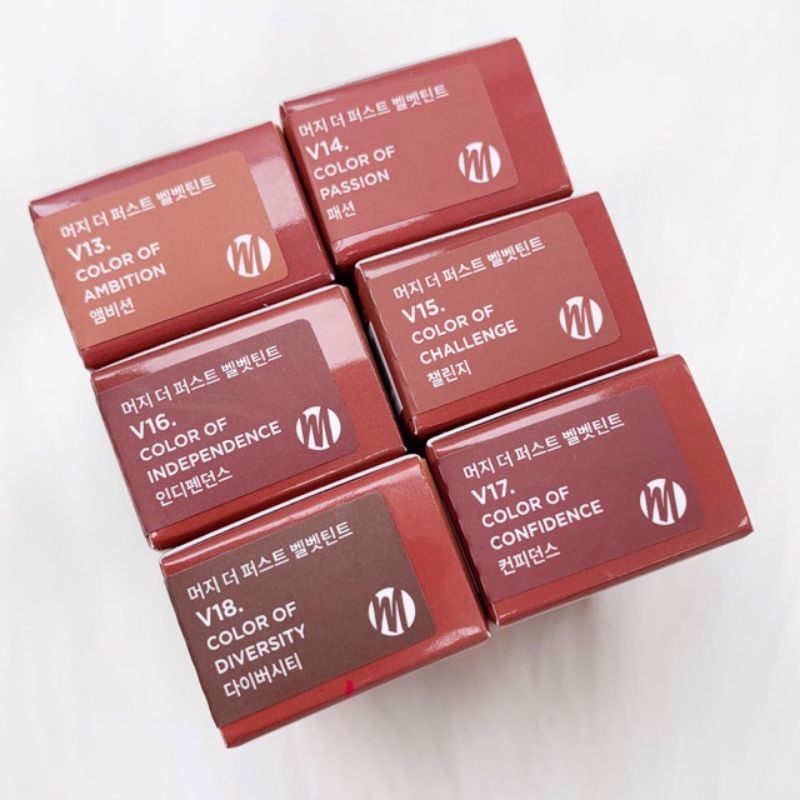 머지 더 퍼스트 벨벳틴트
V13.
COLOR OF
AMBITION
앰비션
M
머지 더 퍼스트 벨벳틴트
V14.
COLOR OF
PASSION
패션
M
머지 더 퍼스트 벨벳틴트
V15.
COLOR OF
CHALLENGE
챌린지
M
머지 더 퍼스트 벨벳틴트
V16.
COLOR OF
INDEPENDENCE
인디펜던스
M
머지 더 퍼스트 벨벳틴트
V17.
COLOR OF
CONFIDENCE
컨피던스
M
머지 더 퍼스트 벨벳틴트
V18.
COLOR OF
DIVERSITY
다이버시티
M